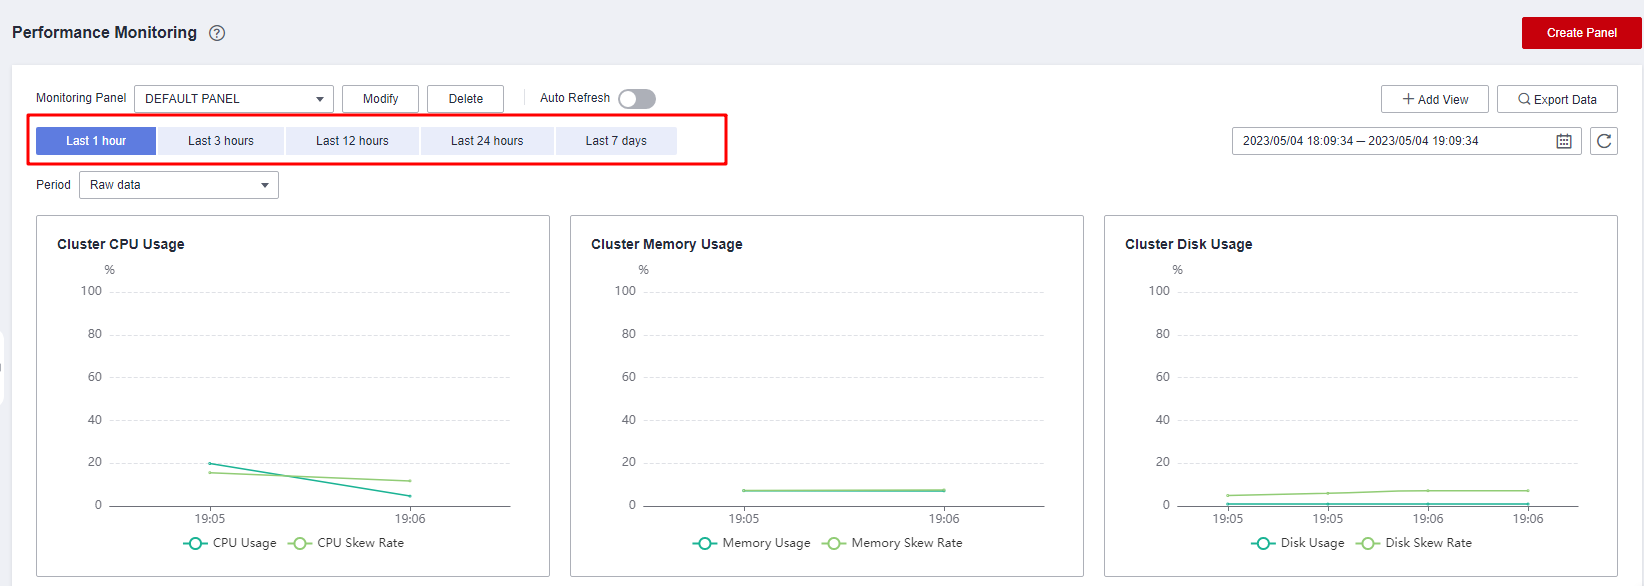 Performance Monitoring ?
Create Panel
Monitoring Panel DEFAULT PANEL Modify Delete Auto Refresh Add View Export Data
Last 1 hour Last 3 hours Last 12 hours Last 24 hours Last 7 days 2023/05/04 18:09:34 — 2023/05/04 19:09:34
Period Raw data
Cluster CPU Usage
%
100
80
60
40
20
0
19:05 19:06
CPU Usage CPU Skew Rate
Cluster Memory Usage
%
100
80
60
40
20
0
19:05 19:06
Memory Usage Memory Skew Rate
Cluster Disk Usage
%
100
80
60
40
20
0
19:05 19:05 19:06 19:06
Disk Usage Disk Skew Rate